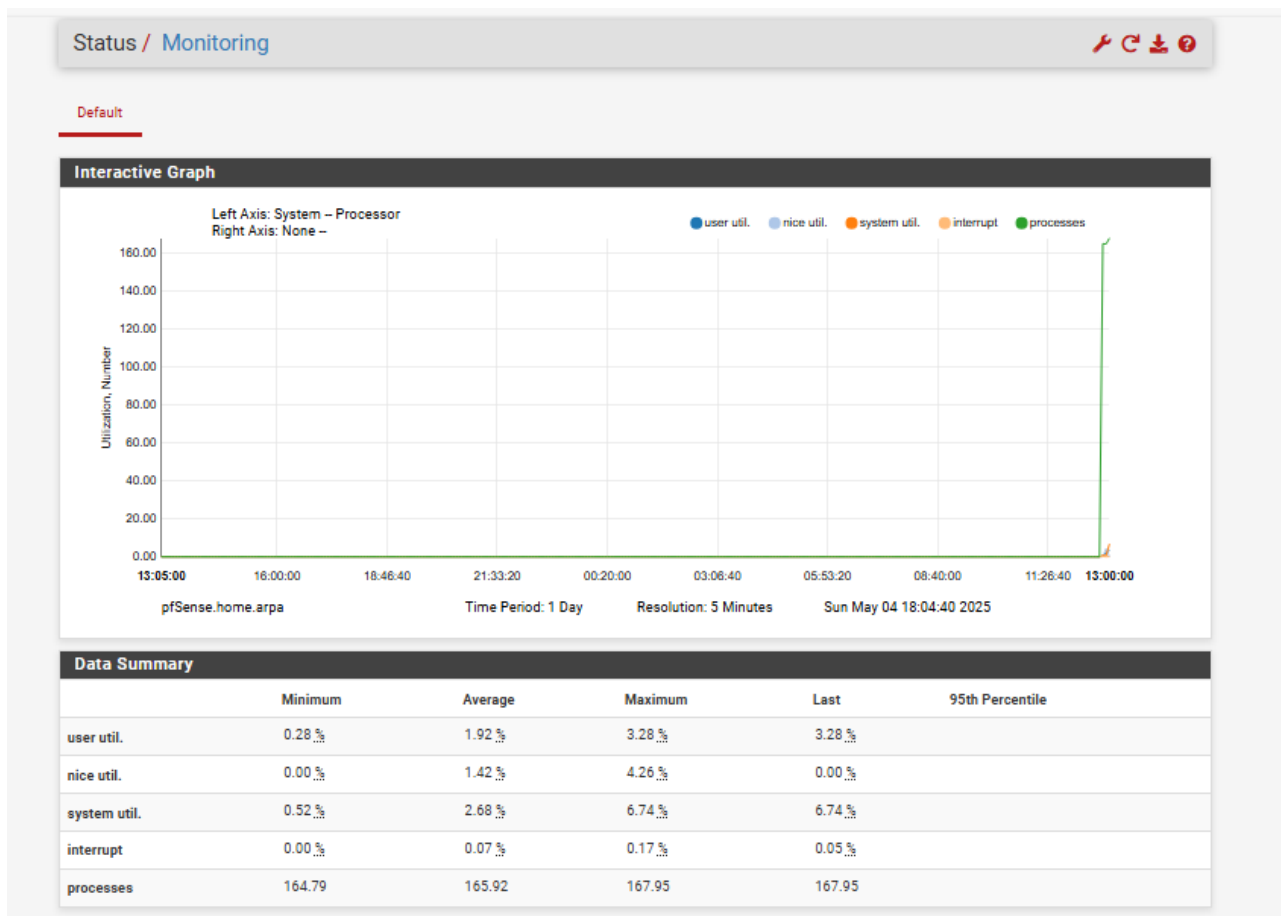 Status / Monitoring
Default
Interactive Graph
Left Axis: System -- Processor
Right Axis: None --
user util. nice util. system util. interrupt processes
160.00
140.00
120.00
100.00
80.00
60.00
40.00
20.00
0.00
Utilization, Number
13:05:00 16:00:00 18:46:40 21:33:20 00:20:00 03:06:40 05:53:20 08:40:00 11:26:40 13:00:00
pfSense.home.arpa Time Period: 1 Day Resolution: 5 Minutes Sun May 04 18:04:40 2025
Data Summary
Minimum Average Maximum Last 95th Percentile
user util. 0.28 % 1.92 % 3.28 % 3.28 %
nice util. 0.00 % 1.42 % 4.26 % 0.00 %
system util. 0.52 % 2.68 % 6.74 % 6.74 %
interrupt 0.00 % 0.07 % 0.17 % 0.05 %
processes 164.79 165.92 167.95 167.95